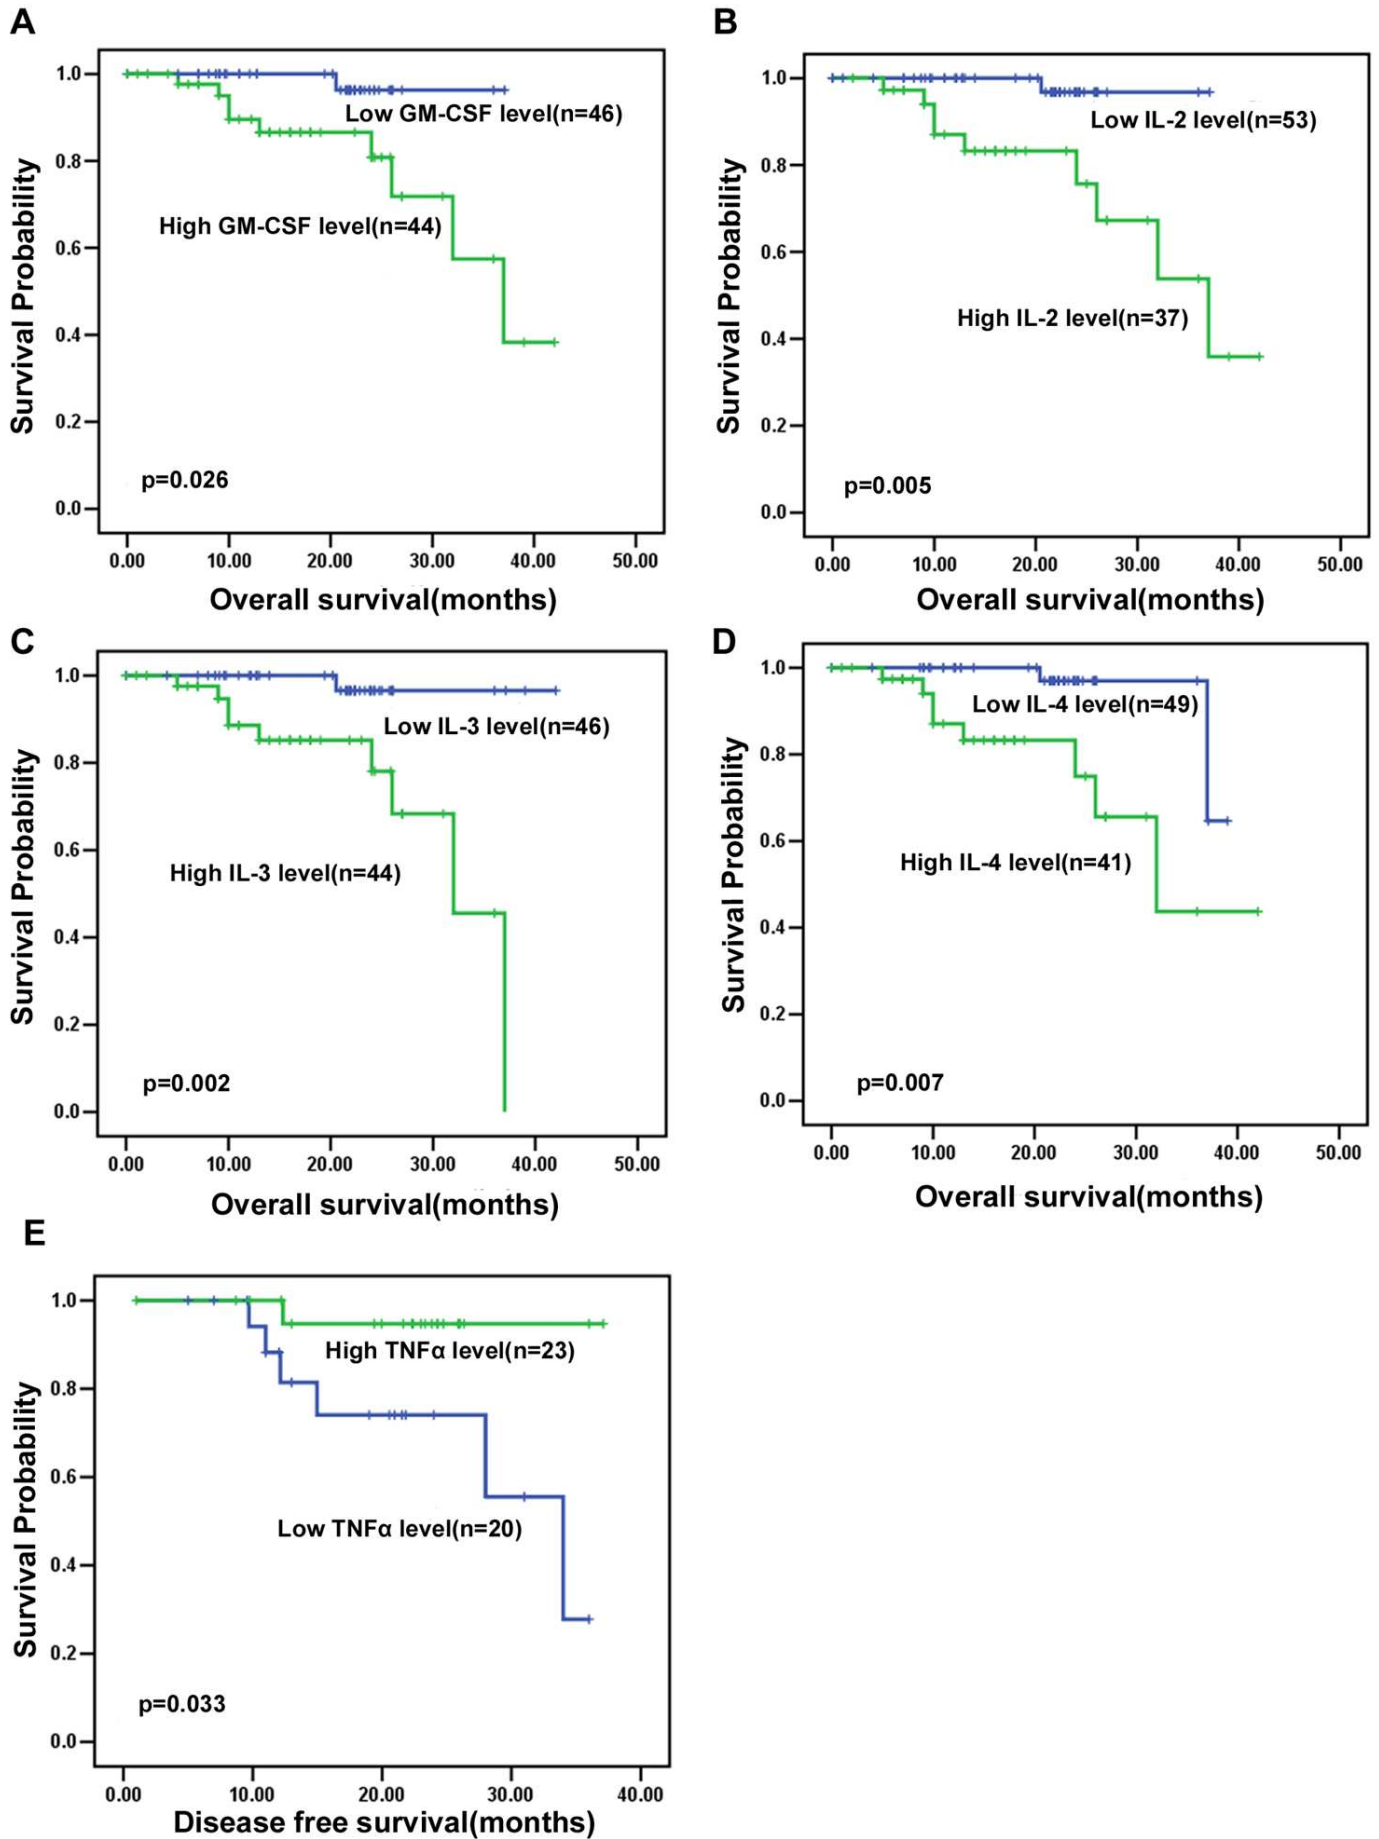 A
Survival Probability
1.0
0.8
0.6
0.4
0.2
0.0
Low GM-CSF level(n=46)
High GM-CSF level(n=44)
p=0.026
0.00 10.00 20.00 30.00 40.00 50.00
Overall survival(months)
B
Survival Probability
1.0
0.8
0.6
0.4
0.2
0.0
Low IL-2 level(n=53)
High IL-2 level(n=37)
p=0.005
0.00 10.00 20.00 30.00 40.00 50.00
Overall survival(months)
C
Survival Probability
1.0
0.8
0.6
0.4
0.2
0.0
Low IL-3 level(n=46)
High IL-3 level(n=44)
p=0.002
0.00 10.00 20.00 30.00 40.00 50.00
Overall survival(months)
D
Survival Probability
1.0
0.8
0.6
0.4
0.2
0.0
Low IL-4 level(n=49)
High IL-4 level(n=41)
p=0.007
0.00 10.00 20.00 30.00 40.00 50.00
Overall survival(months)
E
Survival Probability
1.0
0.8
0.6
0.4
0.2
0.0
High TNFα level(n=23)
Low TNFα level(n=20)
p=0.033
0.00 10.00 20.00 30.00 40.00
Disease free survival(months)